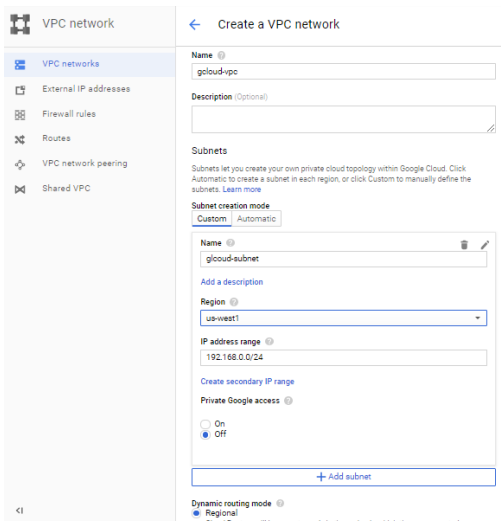 VPC network
VPC networks
External IP addresses
Firewall rules
Routes
VPC network peering
Shared VPC
Create a VPC network
Name
gcloud-vpc
Description (Optional)
Subnets
Subnets let you create your own private cloud topology within Google Cloud. Click
Automatic to create a subnet in each region, or click Custom to manually define the
subnets. Learn more
Subnet creation mode
Custom Automatic
Name
glcoud-subnet
Add a description
Region
us-west1
IP address range
192.168.0.0/24
Create secondary IP range
Private Google access
On
Off
Add subnet
Dynamic routing mode
Regional